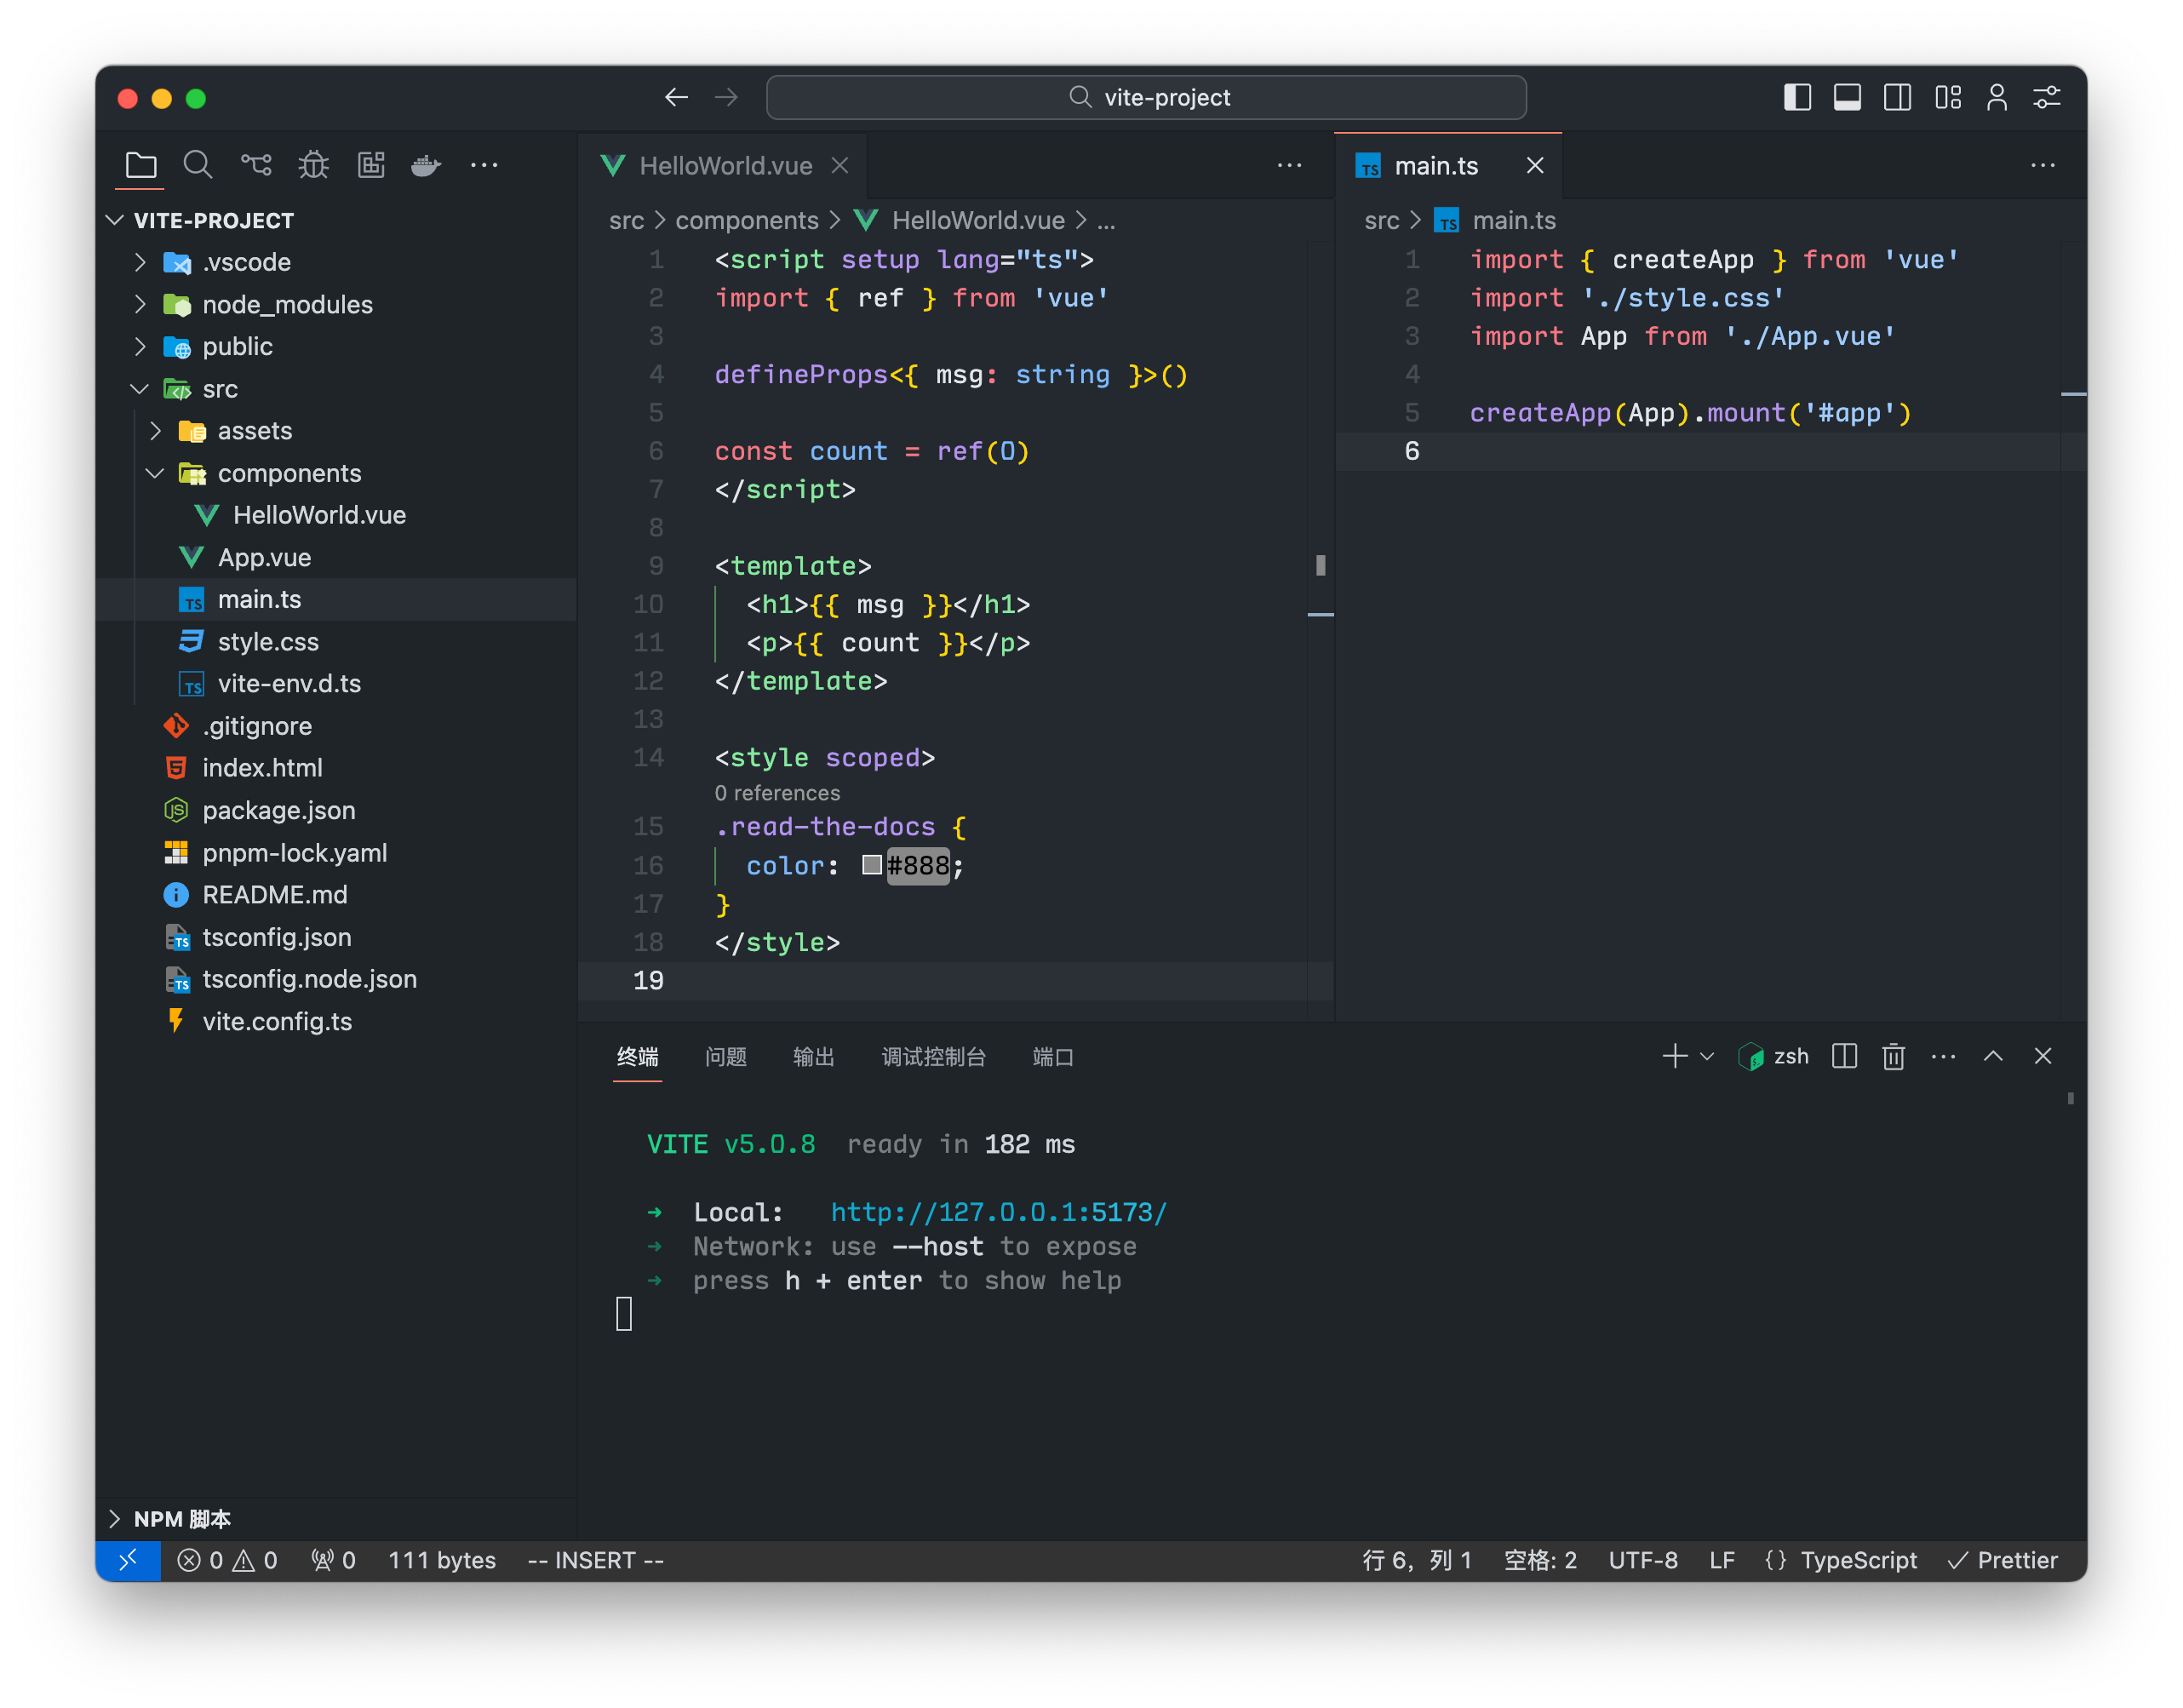 vite-project
VITE-PROJECT
.vscode
node_modules
public
src
assets
components
HelloWorld.vue
App.vue
main.ts
style.css
vite-env.d.ts
.gitignore
index.html
package.json
pnpm-lock.yaml
README.md
tsconfig.json
tsconfig.node.json
vite.config.ts
NPM 脚本
HelloWorld.vue
src > components > HelloWorld.vue > ...
1 <script setup lang="ts">
2 import { ref } from 'vue'
3
4 defineProps<{ msg: string }>()
5
6 const count = ref(0)
7 </script>
8
9 <template>
10 <h1>{{ msg }}</h1>
11 <p>{{ count }}</p>
12 </template>
13
14 <style scoped>
0 references
15 .read-the-docs {
16 color: #888;
17 }
18 </style>
19
main.ts
src > main.ts
1 import { createApp } from 'vue'
2 import './style.css'
3 import App from './App.vue'
4
5 createApp(App).mount('#app')
6
终端 问题 输出 调试控制台 端口 zsh
VITE v5.0.8 ready in 182 ms
➜ Local: http://127.0.0.1:5173/
➜ Network: use --host to expose
➜ press h + enter to show help
0 0 0 111 bytes -- INSERT -- 行 6, 列 1 空格: 2 UTF-8 LF {} TypeScript Prettier